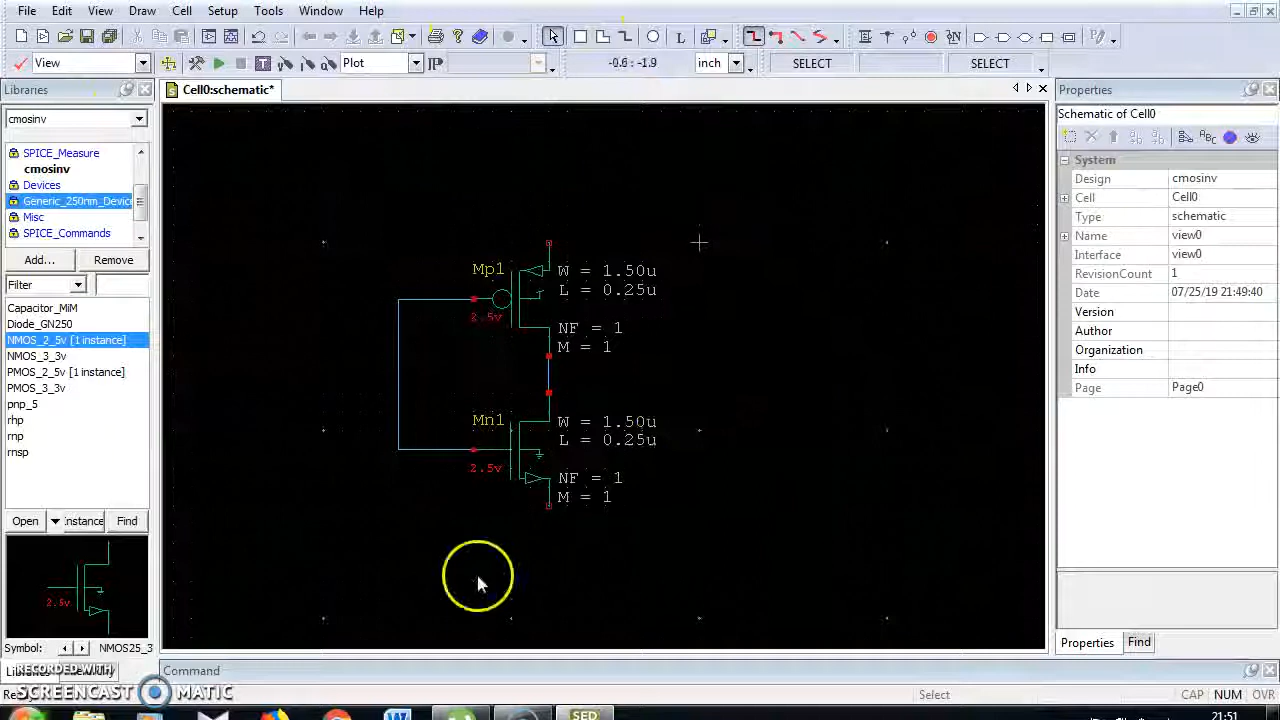 File Edit View Draw Cell Setup Tools Window Help
View
Plot
-0.6 : -1.9
inch
SELECT
SELECT
Libraries
cmosinv
SPICE_Measure
cmosinv
Devices
Generic_250nm_Device
Misc
SPICE_Commands
Add...
Remove
Filter
Capacitor_MiM
Diode_GN250
NMOS_2_5v [1 instance]
NMOS_3_3v
PMOS_2_5v [1 instance]
PMOS_3_3v
pnp_5
rhp
rnp
rnsp
Open
Instance
Find
2.5v
Symbol:
NMOS25_3
Cell0:schematic*
Mp1
2.5v
W = 1.50u
L = 0.25u
NF = 1
M = 1
Mn1
2.5v
W = 1.50u
L = 0.25u
NF = 1
M = 1
Properties
Schematic of Cell0
System
Design cmosinv
Cell Cell0
Type schematic
Name view0
Interface view0
RevisionCount 1
Date 07/25/19 21:49:40
Version
Author
Organization
Info
Page Page0
Properties
Find
Command
Select
CAP NUM OVR
RECORDED WITH
SCREENCAST MATIC
SED
21:51